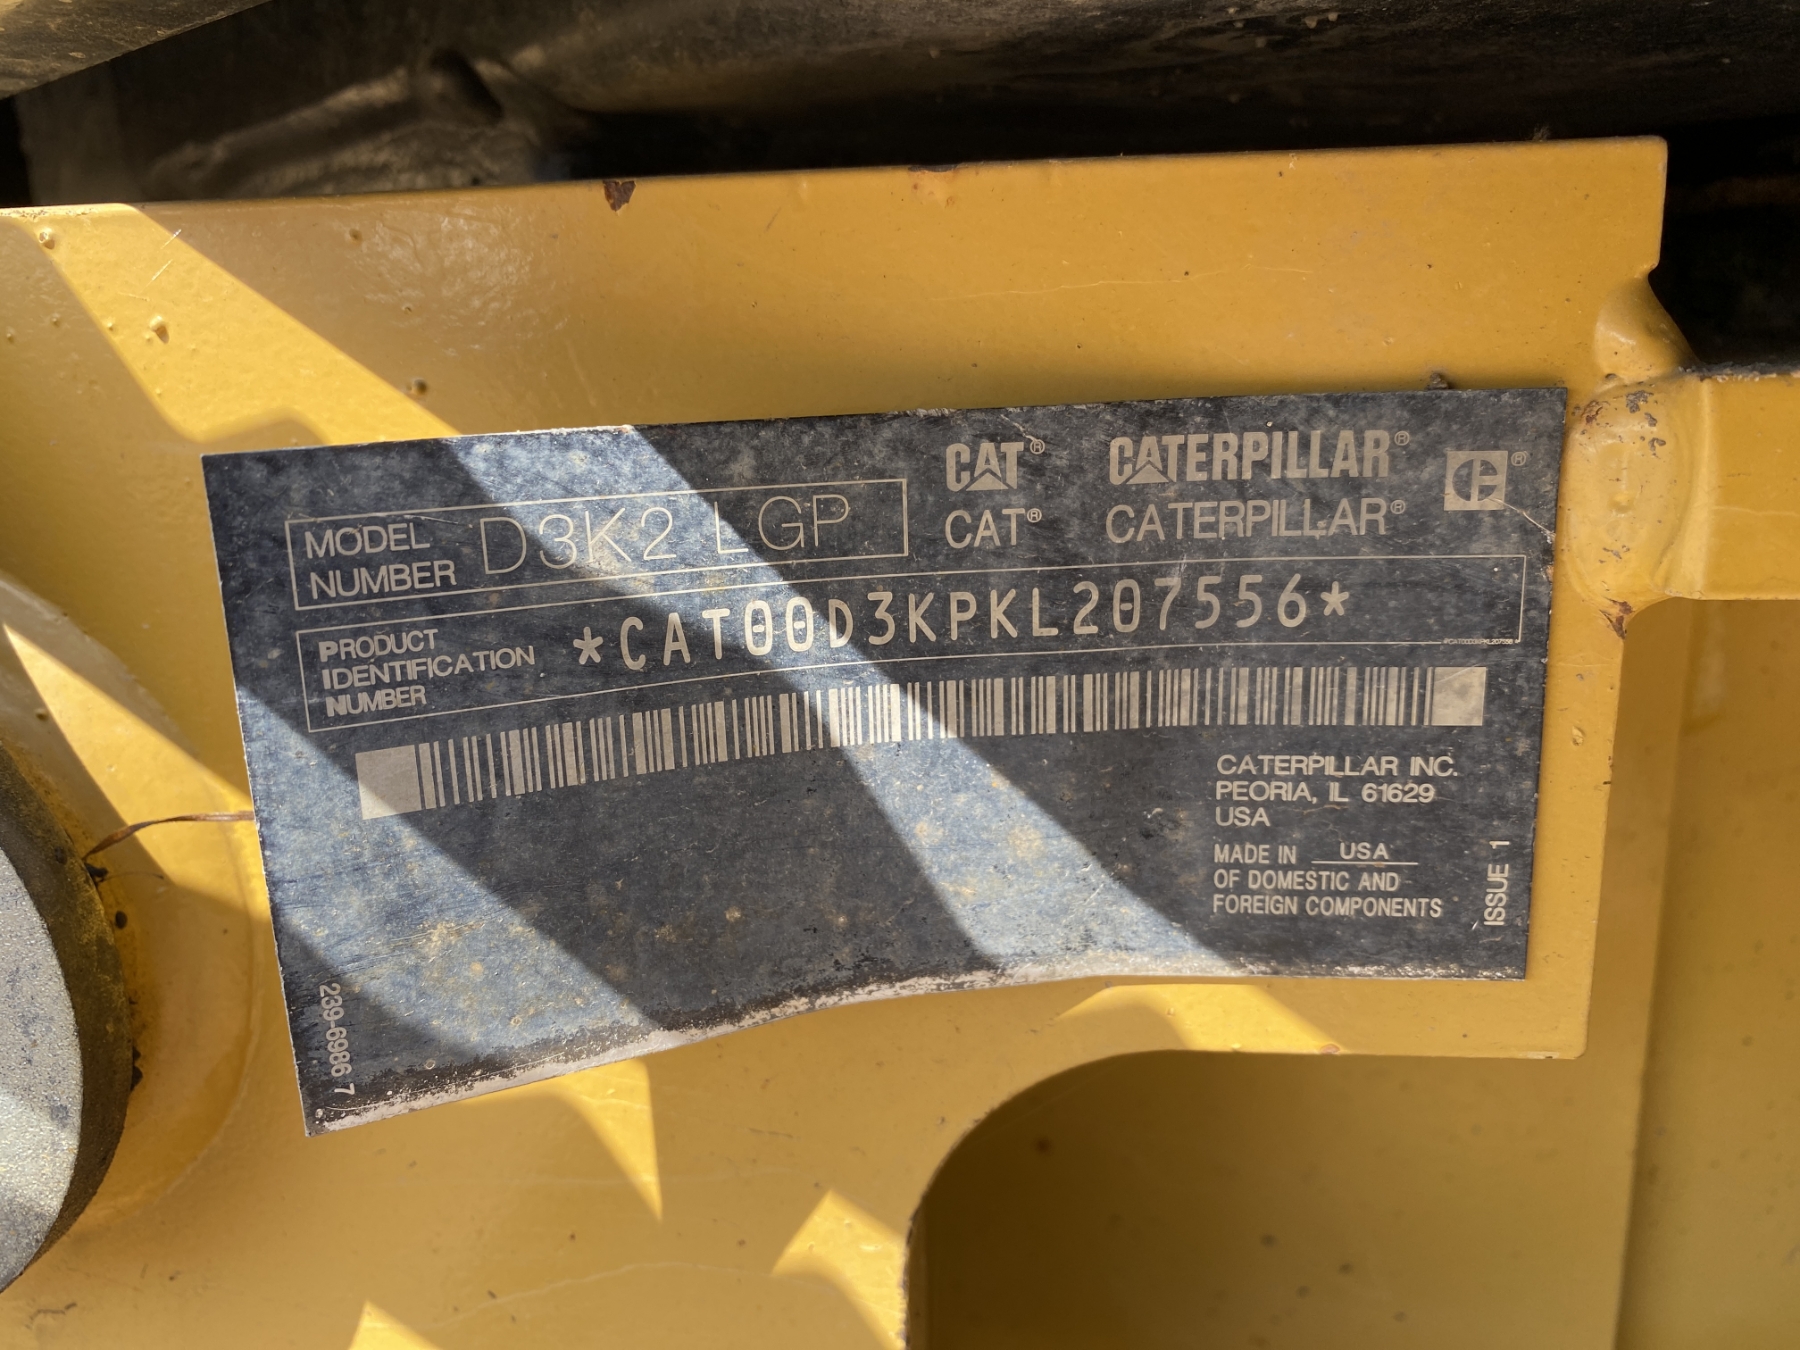 MODEL NUMBER D3K2 LGP
CAT® CATERPILLAR® ®
CAT® CATERPILLAR®
PRODUCT IDENTIFICATION NUMBER *CAT00D3KPKL207556*
*CAT00D3KPKL207556*
CATERPILLAR INC.
PEORIA, IL 61629
USA
MADE IN USA
OF DOMESTIC AND
FOREIGN COMPONENTS
ISSUE 1
239-6986 7